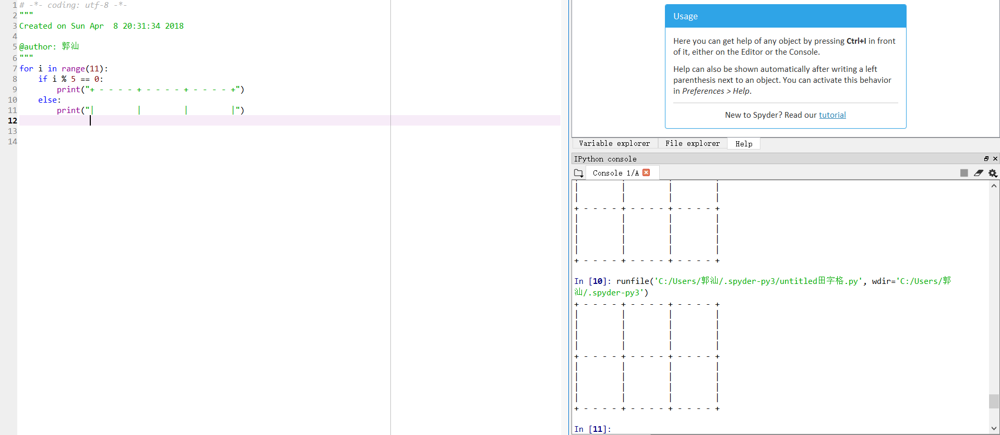 1 # -*- coding: utf-8 -*-
2 """
3 Created on Sun Apr  8 20:31:34 2018
4
5 @author: 郭汕
6 """
7 for i in range(11):
8     if i % 5 == 0:
9         print("+ - - - - + - - - - + - - - - +")
10     else:
11         print("|         |         |         |")
12
13
14
Usage
Here you can get help of any object by pressing Ctrl+I in front
of it, either on the Editor or the Console.
Help can also be shown automatically after writing a left
parenthesis next to an object. You can activate this behavior
in Preferences > Help.
New to Spyder? Read our tutorial
Variable explorer File explorer Help
IPython console
Console 1/A
|         |         |         |
|         |         |         |
+ - - - - + - - - - + - - - - +
|         |         |         |
|         |         |         |
|         |         |         |
|         |         |         |
+ - - - - + - - - - + - - - - +
In [10]: runfile('C:/Users/郭汕/.spyder-py3/untitled田字格.py', wdir='C:/Users/郭
汕/.spyder-py3')
+ - - - - + - - - - + - - - - +
|         |         |         |
|         |         |         |
|         |         |         |
|         |         |         |
+ - - - - + - - - - + - - - - +
|         |         |         |
|         |         |         |
|         |         |         |
|         |         |         |
+ - - - - + - - - - + - - - - +
In [11]: